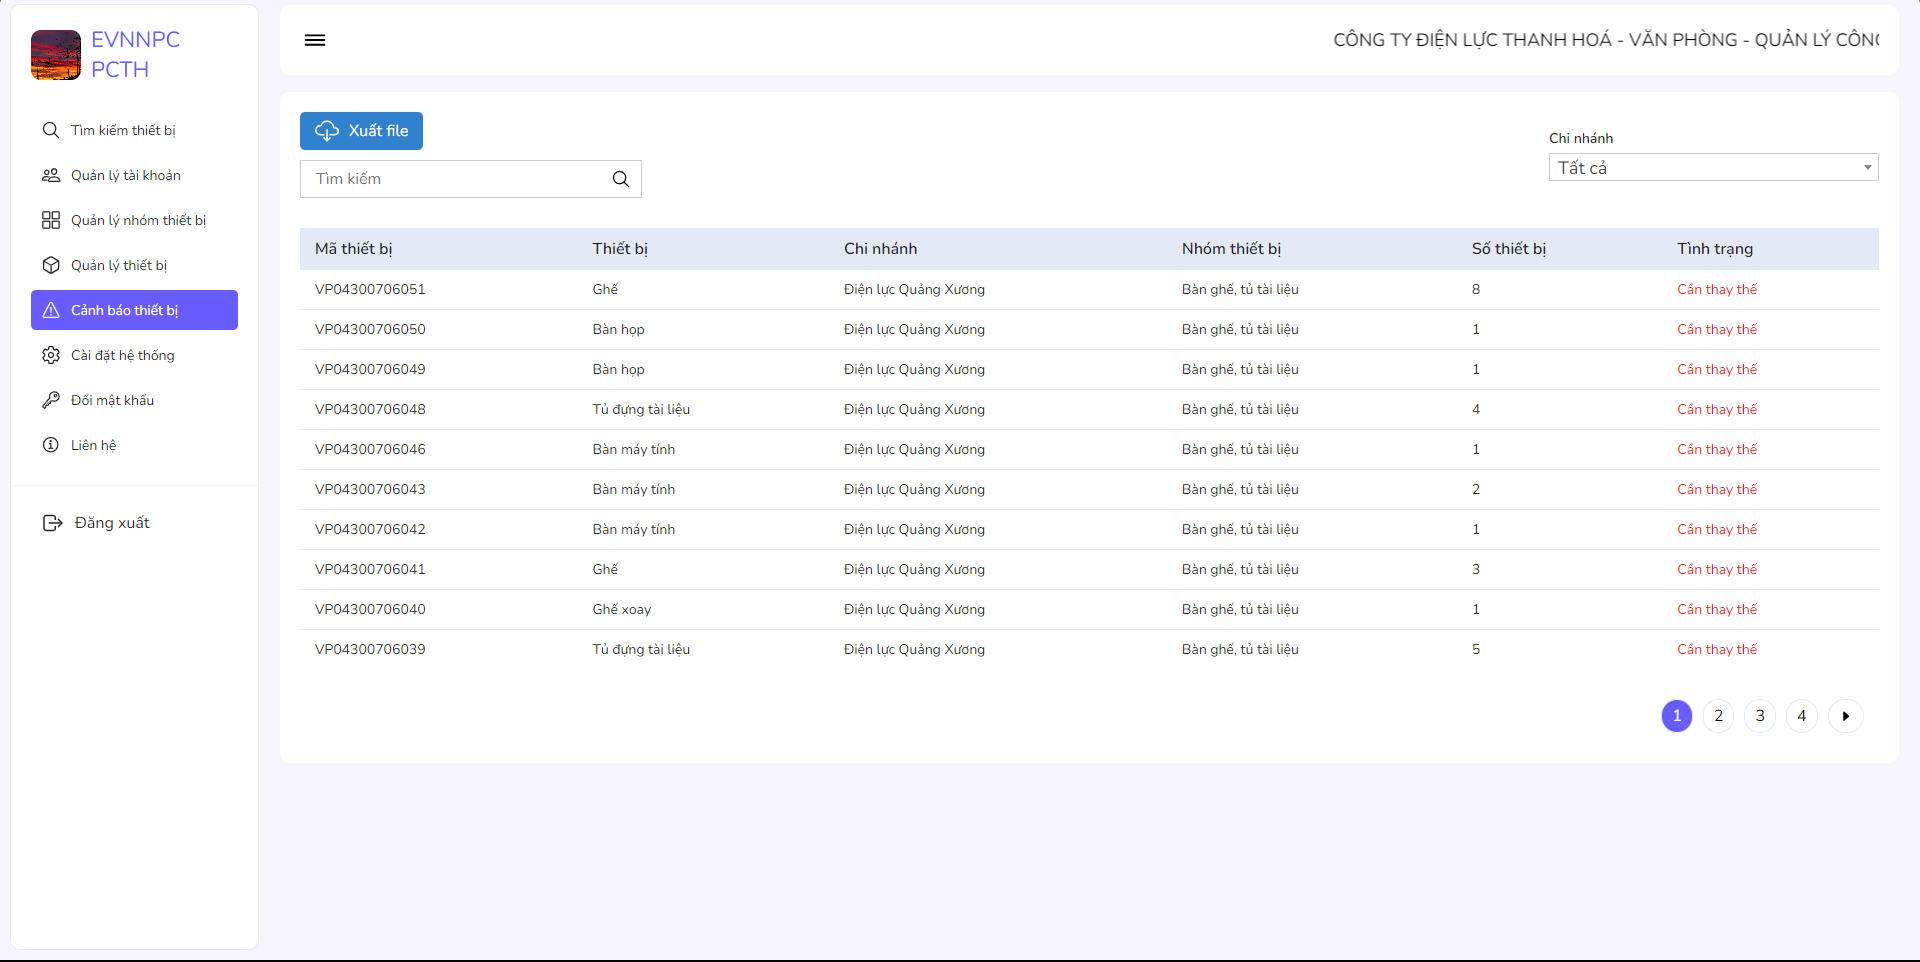 EVNNPC
PCTH
Tìm kiếm thiết bị
Quản lý tài khoản
Quản lý nhóm thiết bị
Quản lý thiết bị
Cảnh báo thiết bị
Cài đặt hệ thống
Đổi mật khẩu
Liên hệ
Đăng xuất
CÔNG TY ĐIỆN LỰC THANH HOÁ - VĂN PHÒNG - QUẢN LÝ CÔN
Xuất file
Tìm kiếm
Chi nhánh
Tất cả
Mã thiết bị Thiết bị Chi nhánh Nhóm thiết bị Số thiết bị Tình trạng
VP04300706051 Ghế Điện lực Quảng Xương Bàn ghế, tủ tài liệu 8 Cần thay thế
VP04300706050 Bàn họp Điện lực Quảng Xương Bàn ghế, tủ tài liệu 1 Cần thay thế
VP04300706049 Bàn họp Điện lực Quảng Xương Bàn ghế, tủ tài liệu 1 Cần thay thế
VP04300706048 Tủ đựng tài liệu Điện lực Quảng Xương Bàn ghế, tủ tài liệu 4 Cần thay thế
VP04300706046 Bàn máy tính Điện lực Quảng Xương Bàn ghế, tủ tài liệu 1 Cần thay thế
VP04300706043 Bàn máy tính Điện lực Quảng Xương Bàn ghế, tủ tài liệu 2 Cần thay thế
VP04300706042 Bàn máy tính Điện lực Quảng Xương Bàn ghế, tủ tài liệu 1 Cần thay thế
VP04300706041 Ghế Điện lực Quảng Xương Bàn ghế, tủ tài liệu 3 Cần thay thế
VP04300706040 Ghế xoay Điện lực Quảng Xương Bàn ghế, tủ tài liệu 1 Cần thay thế
VP04300706039 Tủ đựng tài liệu Điện lực Quảng Xương Bàn ghế, tủ tài liệu 5 Cần thay thế
1 2 3 4